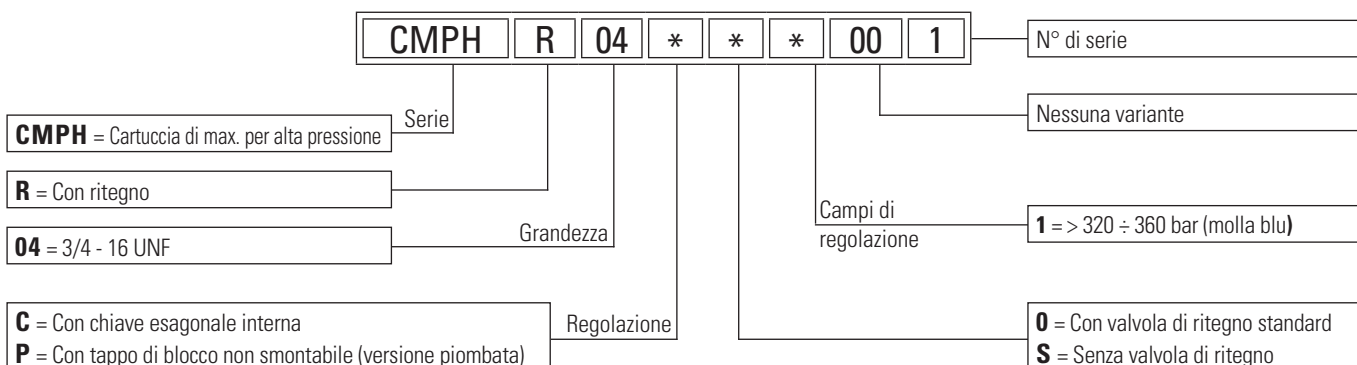 CMPH R 04 * * * 00 1
N° di serie
Nessuna variante
Serie
CMPH = Cartuccia di max. per alta pressione
R = Con ritegno
Grandezza
04 = 3/4 - 16 UNF
Campi di
regolazione
1 = > 320 ÷ 360 bar (molla blu)
Regolazione
C = Con chiave esagonale interna
P = Con tappo di blocco non smontabile (versione piombata)
0 = Con valvola di ritegno standard
S = Senza valvola di ritegno